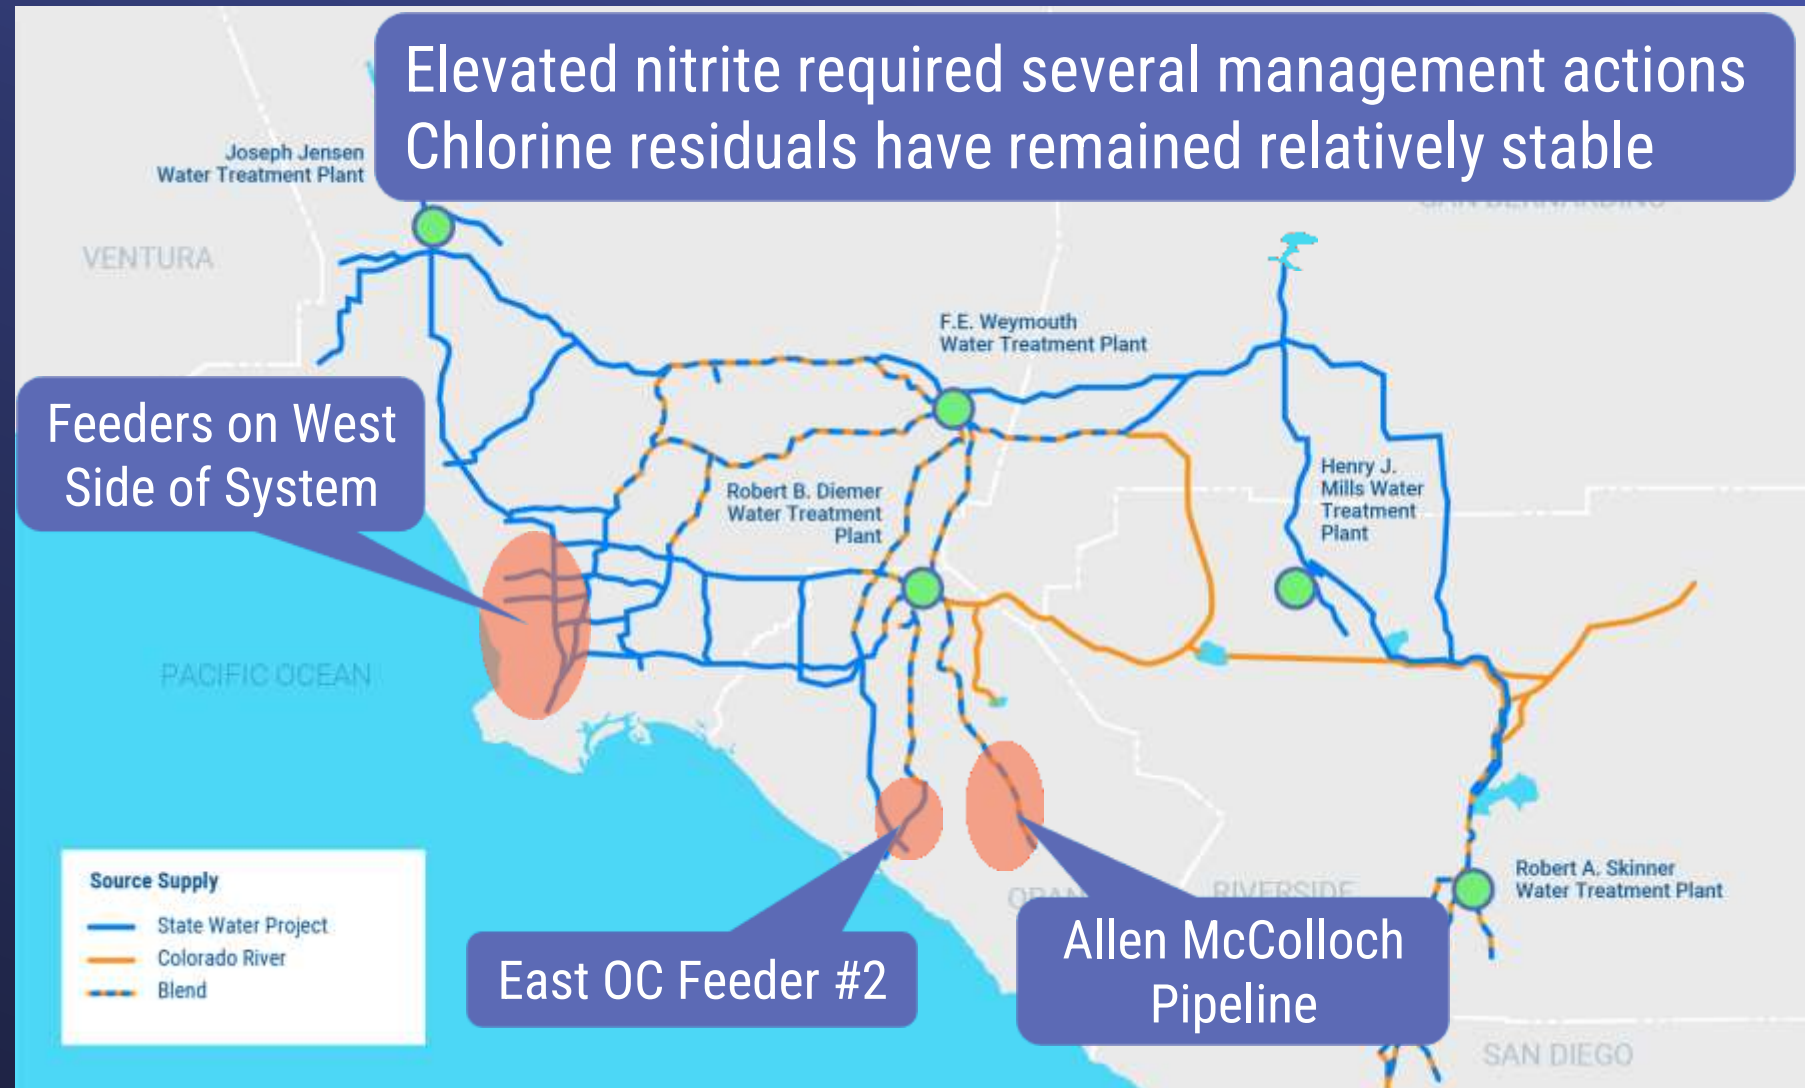 Elevated nitrite required several management actions
Chlorine residuals have remained relatively stable
Joseph Jensen
Water Treatment Plant
SAN BERNARDINO
VENTURA
F.E. Weymouth
Water Treatment Plant
Feeders on West
Side of System
Henry J.
Mills Water
Treatment
Plant
Robert B. Diemer
Water Treatment
Plant
PACIFIC OCEAN
Source Supply
State Water Project
Colorado River
Blend
Robert A. Skinner
Water Treatment Plant
RIVERSIDE
East OC Feeder #2
Allen McColloch
Pipeline
SAN DIEGO